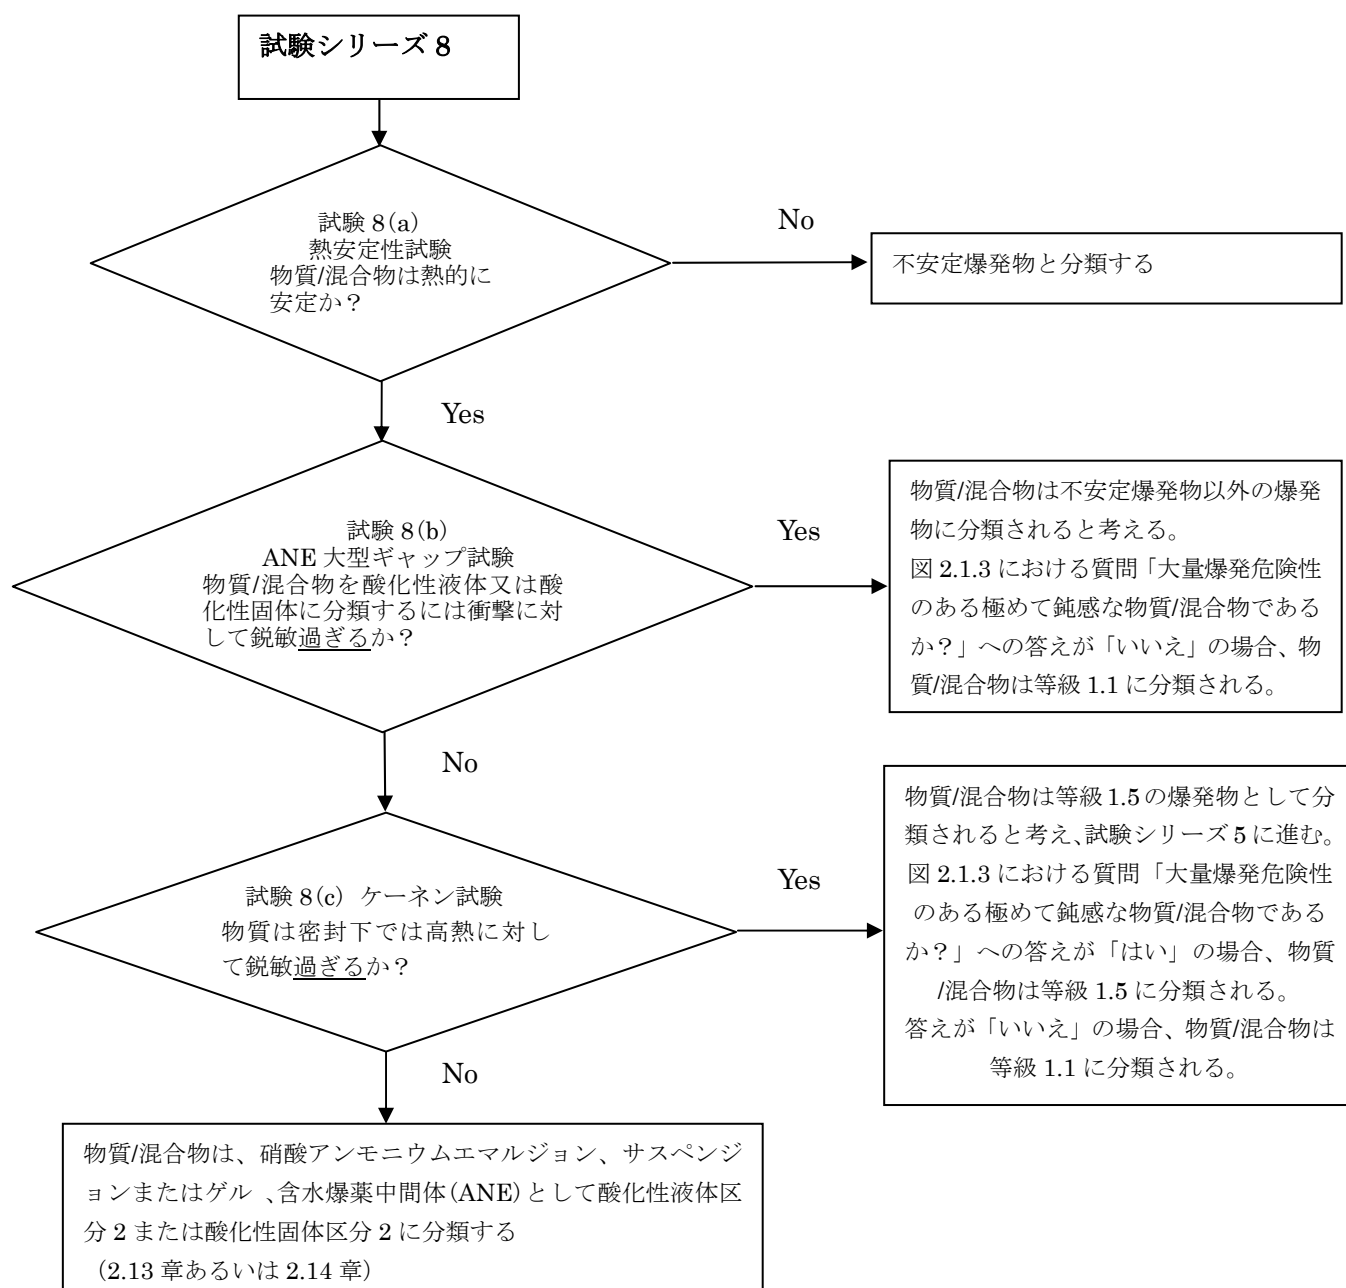 試験シリーズ 8
試験 8(a)
熱安定性試験
物質/混合物は熱的に
安定か？
No
不安定爆発物と分類する
Yes
試験 8(b)
ANE 大型ギャップ試験
物質/混合物を酸化性液体又は酸
化性固体に分類するには衝撃に対
して鋭敏過ぎるか？
Yes
物質/混合物は不安定爆発物以外の爆発
物に分類されると考える。
図 2.1.3 における質問「大量爆発危険性
のある極めて鈍感な物質/混合物である
か？」への答えが「いいえ」の場合、物
質/混合物は等級 1.1 に分類される。
No
試験 8(c) ケーネン試験
物質は密封下では高熱に対し
て鋭敏過ぎるか？
Yes
物質/混合物は等級 1.5 の爆発物として分
類されると考え、試験シリーズ 5 に進む。
図 2.1.3 における質問「大量爆発危険性
のある極めて鈍感な物質/混合物である
か？」への答えが「はい」の場合、物質
/混合物は等級 1.5 に分類される。
答えが「いいえ」の場合、物質/混合物は
等級 1.1 に分類される。
No
物質/混合物は、硝酸アンモニウムエマルジョン、サスペンジ
ョンまたはゲル 、含水爆薬中間体(ANE)として酸化性液体区
分 2 または酸化性固体区分 2 に分類する
（2.13 章あるいは 2.14 章）